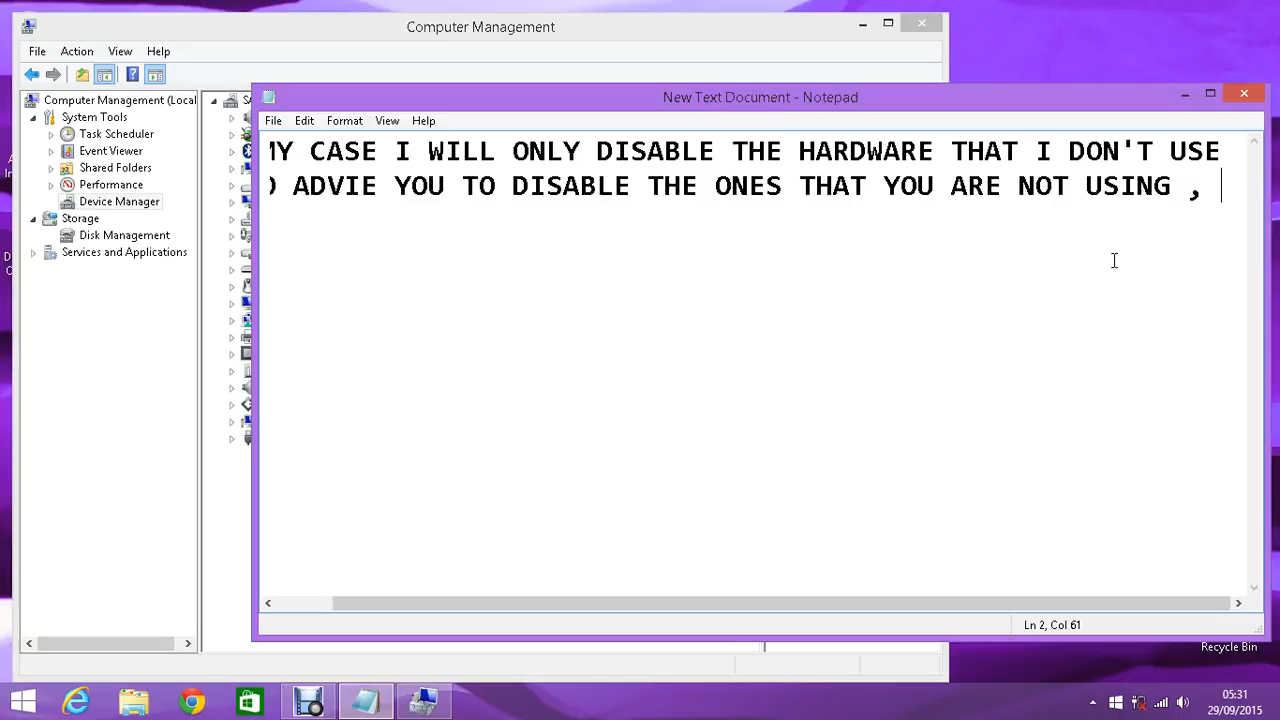 Computer Management
File Action View Help
Computer Management (Local
System Tools
Task Scheduler
Event Viewer
Shared Folders
Performance
Device Manager
Storage
Disk Management
Services and Applications
New Text Document - Notepad
File Edit Format View Help
MY CASE I WILL ONLY DISABLE THE HARDWARE THAT I DON'T USE
ADVIE YOU TO DISABLE THE ONES THAT YOU ARE NOT USING ,
Ln 2, Col 61
Recycle Bin
05:31
29/09/2015